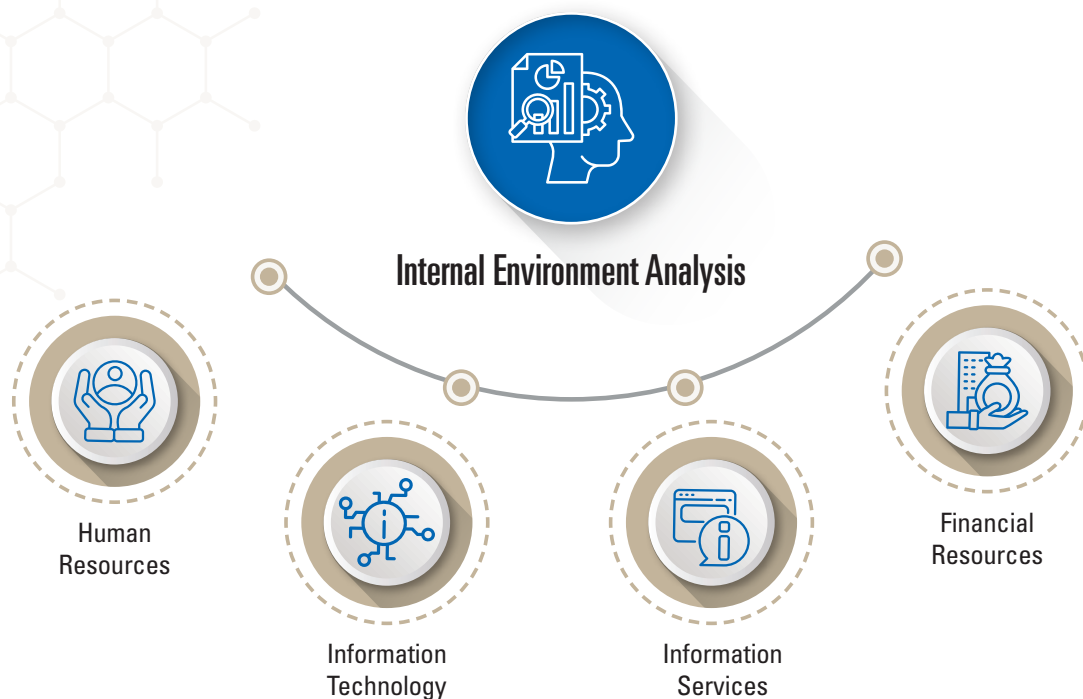 Internal Environment Analysis
Human
Resources
Information
Technology
Information
Services
Financial
Resources